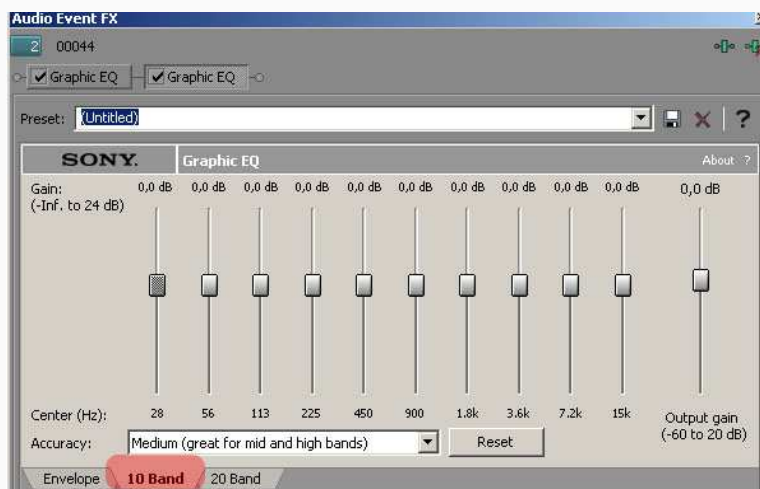 Audio Event FX
2 00044
Graphic EQ Graphic EQ
Preset: (Untitled) ?
SONY. Graphic EQ About ?
Gain: 0,0 dB 0,0 dB 0,0 dB 0,0 dB 0,0 dB 0,0 dB 0,0 dB 0,0 dB 0,0 dB 0,0 dB 0,0 dB
(-Inf. to 24 dB)
Center (Hz): 28 56 113 225 450 900 1.8k 3.6k 7.2k 15k Output gain
(-60 to 20 dB)
Accuracy: Medium (great for mid and high bands) Reset
Envelope 10 Band 20 Band